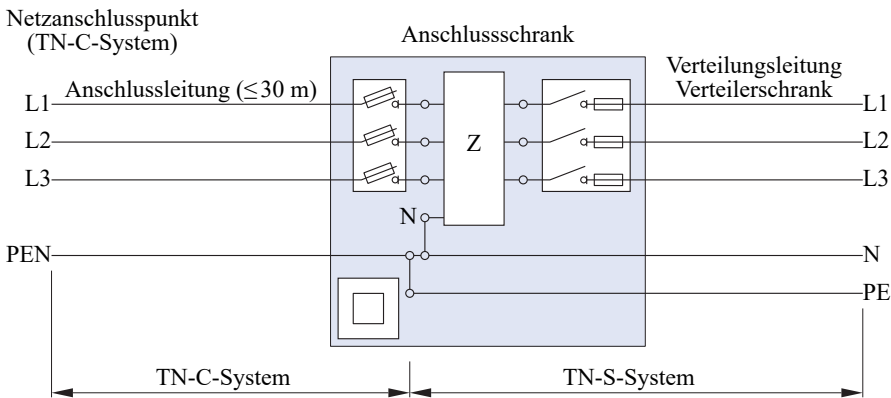 Netzanschlusspunkt
(TN-C-System)
Anschlussschrank
Anschlussleitung (≤ 30 m)
Verteilungsleitung
Verteilerschrank
L1
L1
L2
Z
L2
L3
L3
N
PEN
N
PE
TN-C-System
TN-S-System